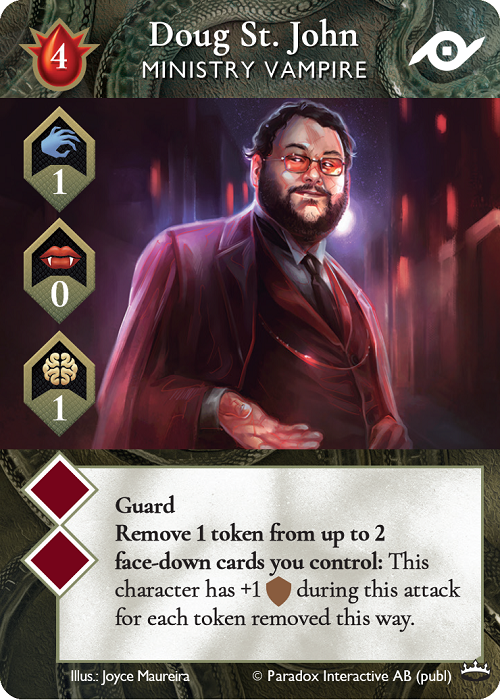 4
Doug St. John
MINISTRY VAMPIRE
1
0
1
Guard
Remove 1 token from up to 2
face-down cards you control: This
character has +1 during this attack
for each token removed this way.
Illus.: Joyce Maureira
© Paradox Interactive AB (publ)